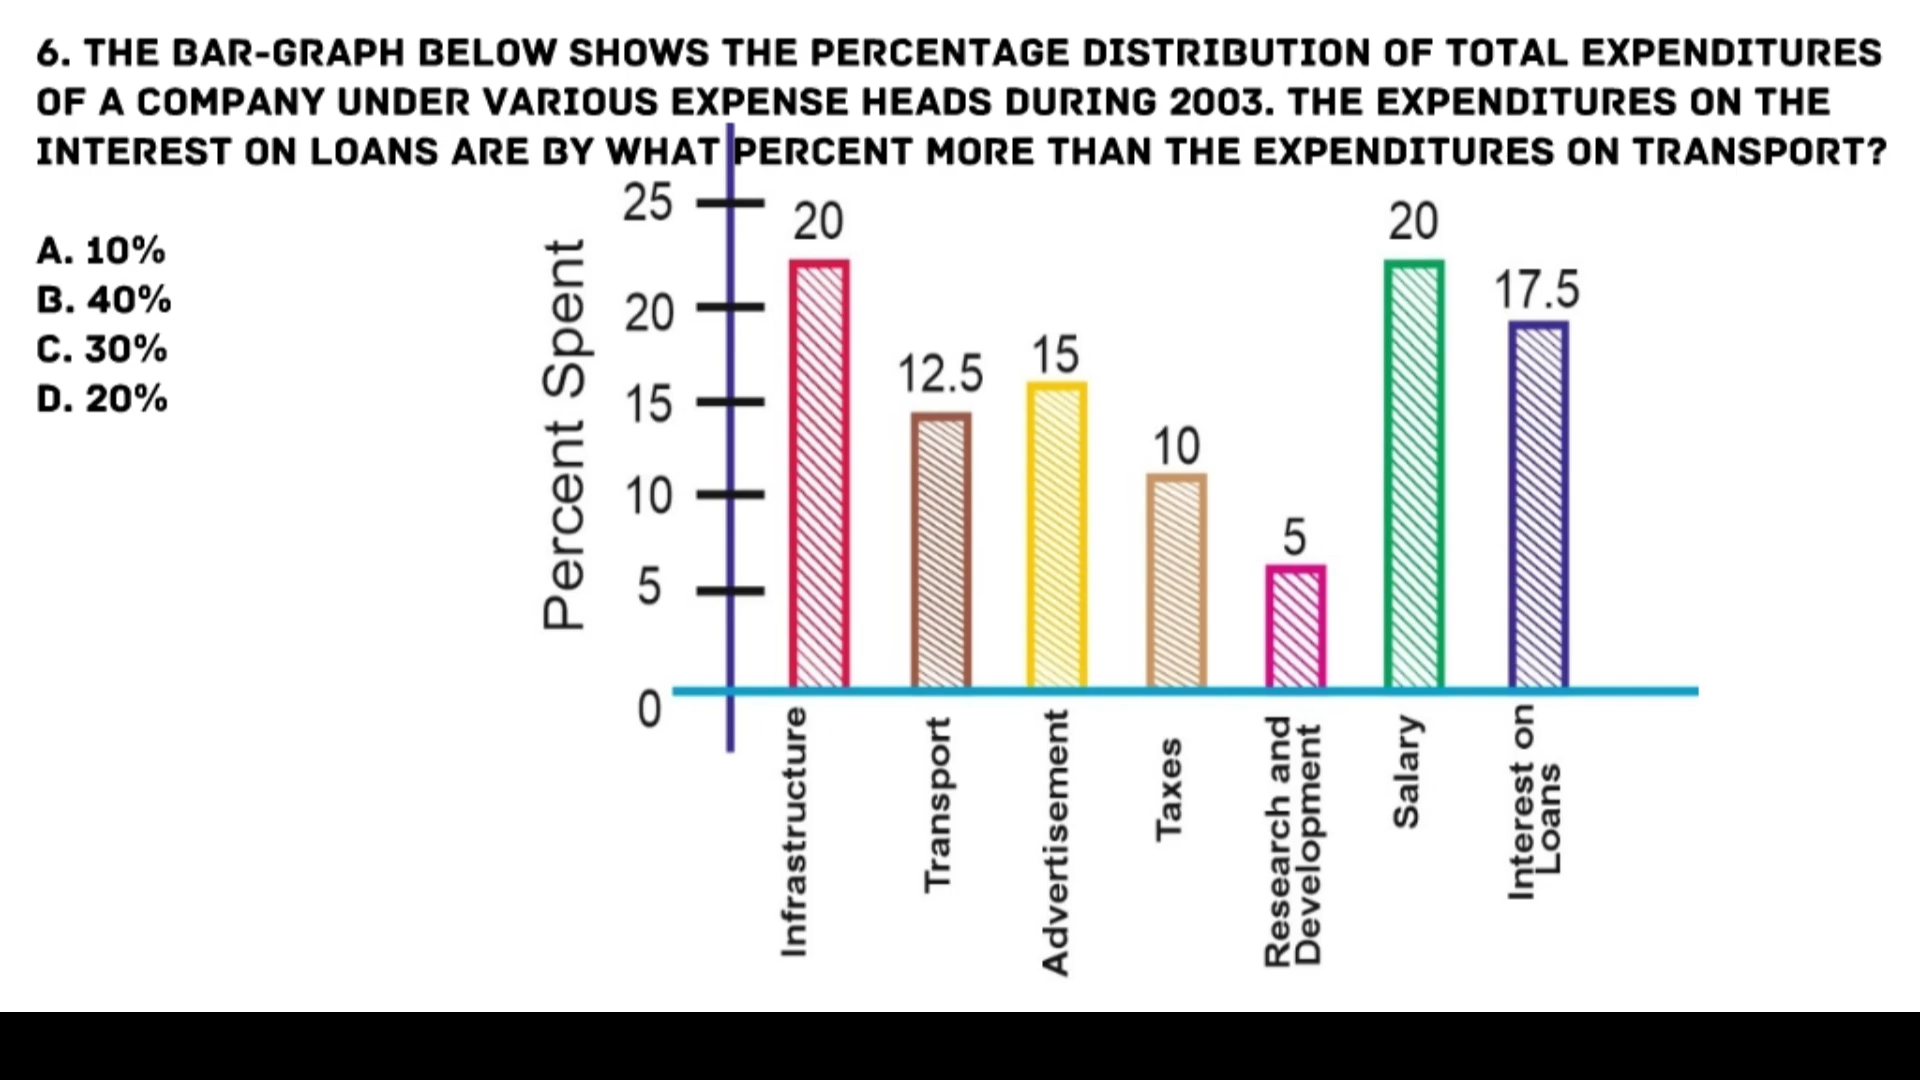 6. THE BAR-GRAPH BELOW SHOWS THE PERCENTAGE DISTRIBUTION OF TOTAL EXPENDITURES
OF A COMPANY UNDER VARIOUS EXPENSE HEADS DURING 2003. THE EXPENDITURES ON THE
INTEREST ON LOANS ARE BY WHAT PERCENT MORE THAN THE EXPENDITURES ON TRANSPORT?
A. 10%
B. 40%
C. 30%
D. 20%
Percent Spent
25
20
15
10
5
0
20
12.5
15
10
5
20
17.5
Infrastructure
Transport
Advertisement
Taxes
Research and
Development
Salary
Interest on
Loans